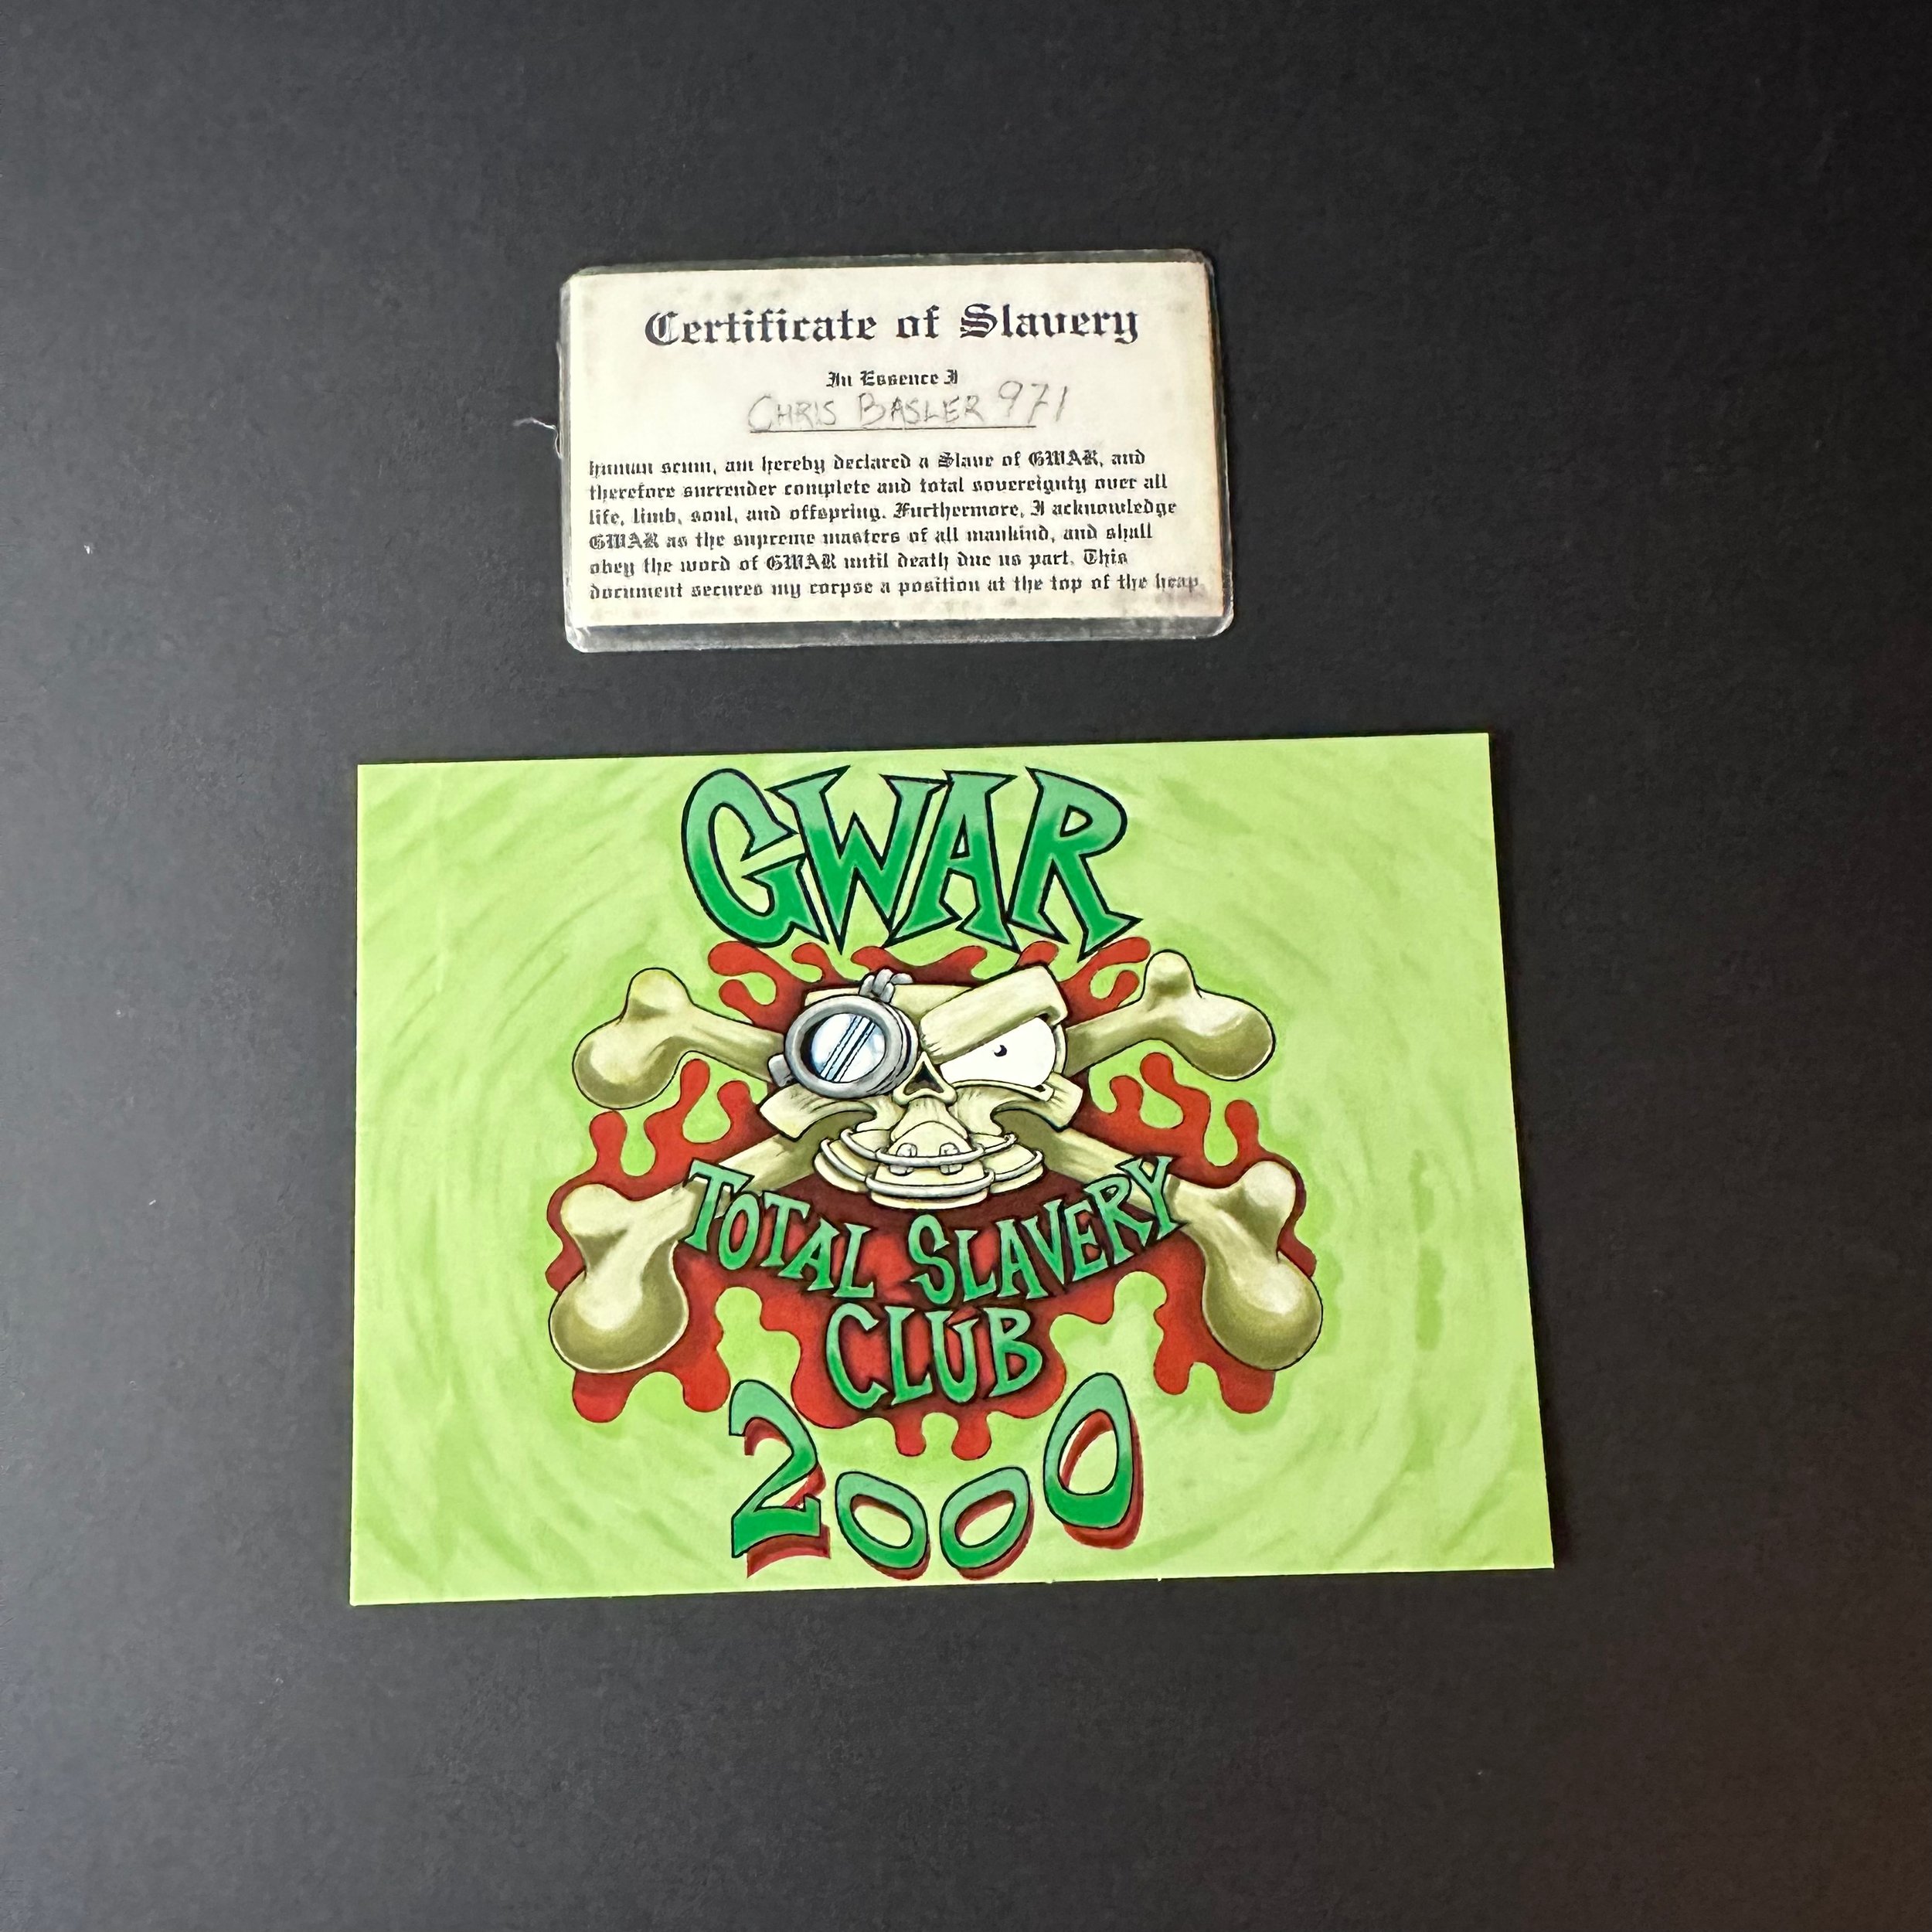 Certificate of Slavery
In Essence I
CHRIS BASLER 971
human scum, am hereby declared a Slave of GWAR, and
therefore surrender complete and total sovereignty over all
life, limb, soul, and offspring. Furthermore, I acknowledge
GWAR as the supreme masters of all mankind, and shall
obey the word of GWAR until death due us part. This
document secures my corpse a position at the top of the heap
GWAR
TOTAL SLAVERY
CLUB
2000